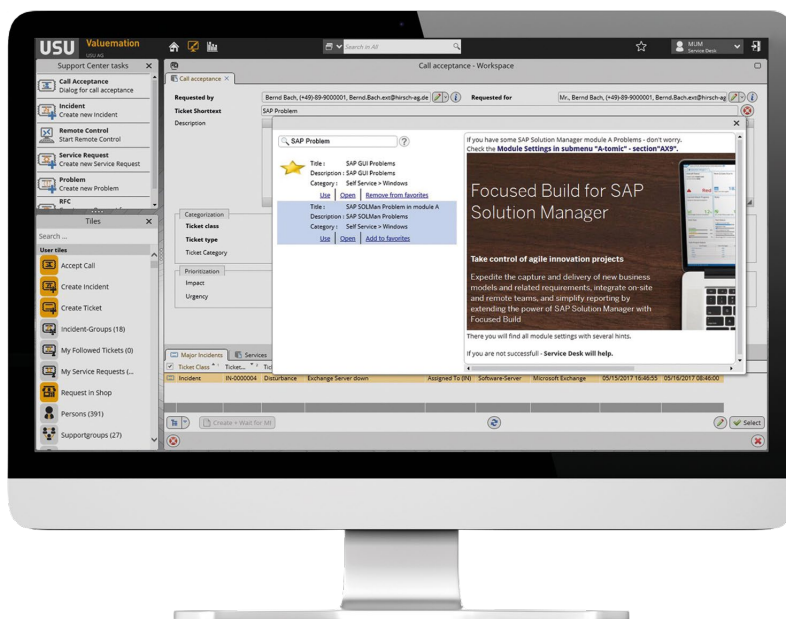 USU Valuemation
USU AG
Search in All
MUM
Service Desk
Support Center tasks
Call Acceptance
Dialog for call acceptance
Incident
Create new Incident
Remote Control
Start Remote Control
Service Request
Create new Service Request
Problem
Create new Problem
RFC
Tiles
Search ...
User tiles
Accept Call
Create Incident
Create Ticket
Incident-Groups (18)
My Followed Tickets (0)
My Service Requests (...
Request in Shop
Persons (391)
Supportgroups (27)
Call acceptance - Workspace
Call acceptance
Requested by
Bernd Bach, (+49)-89-9000001, Bernd.Bach.ext@hirsch-ag.de
Requested for
Mr., Bernd Bach, (+49)-89-9000001, Bernd.Bach.ext@hirsch-ag
Ticket Shorttext
SAP Problem
Description
Categorization
Ticket class
Ticket type
Ticket Category
Prioritization
Impact
Urgency
SAP Problem
Title : SAP GUI Problems
Description : SAP GUI Problems
Category : Self Service > Windows
Use Open Remove from favorites
Title : SAP SOLMan Problem in module A
Description : SAP SOLMan Problems
Category : Self Service > Windows
Use Open Add to favorites
If you have some SAP Solution Manager module A Problems - don't worry.
Check the Module Settings in submenu "A-tomic" - section"AX9".
Focused Build for SAP
Solution Manager
Take control of agile innovation projects
Expedite the capture and delivery of new business
models and related requirements, integrate on-site
and remote teams, and simplify reporting by
extending the power of SAP Solution Manager with
Focused Build
Red
There you will find all module settings with several hints.
If you are not successfull - Service Desk will help.
Major Incidents Services
Ticket Class Ticket... Tic
Incident IN-0000004 Disturbance Exchange Server down Assigned To (IN) Software-Server Microsoft Exchange 05/15/2017 16:46:55 05/16/2017 08:46:00
Create + Wait for MI
Select